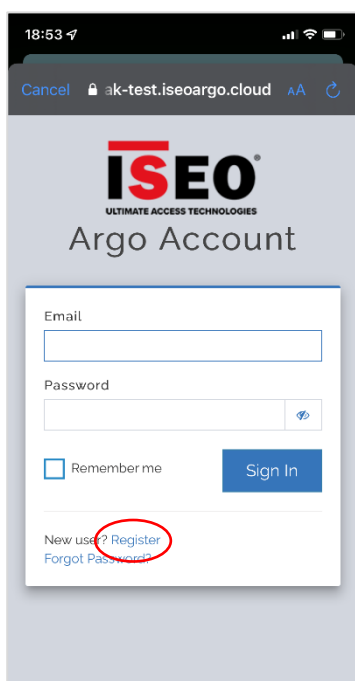 18:53
Cancel ak-test.iseoargo.cloud AA
ISEO®
ULTIMATE ACCESS TECHNOLOGIES
Argo Account
Email
Password
Remember me
Sign In
New user? Register
Forgot Password?